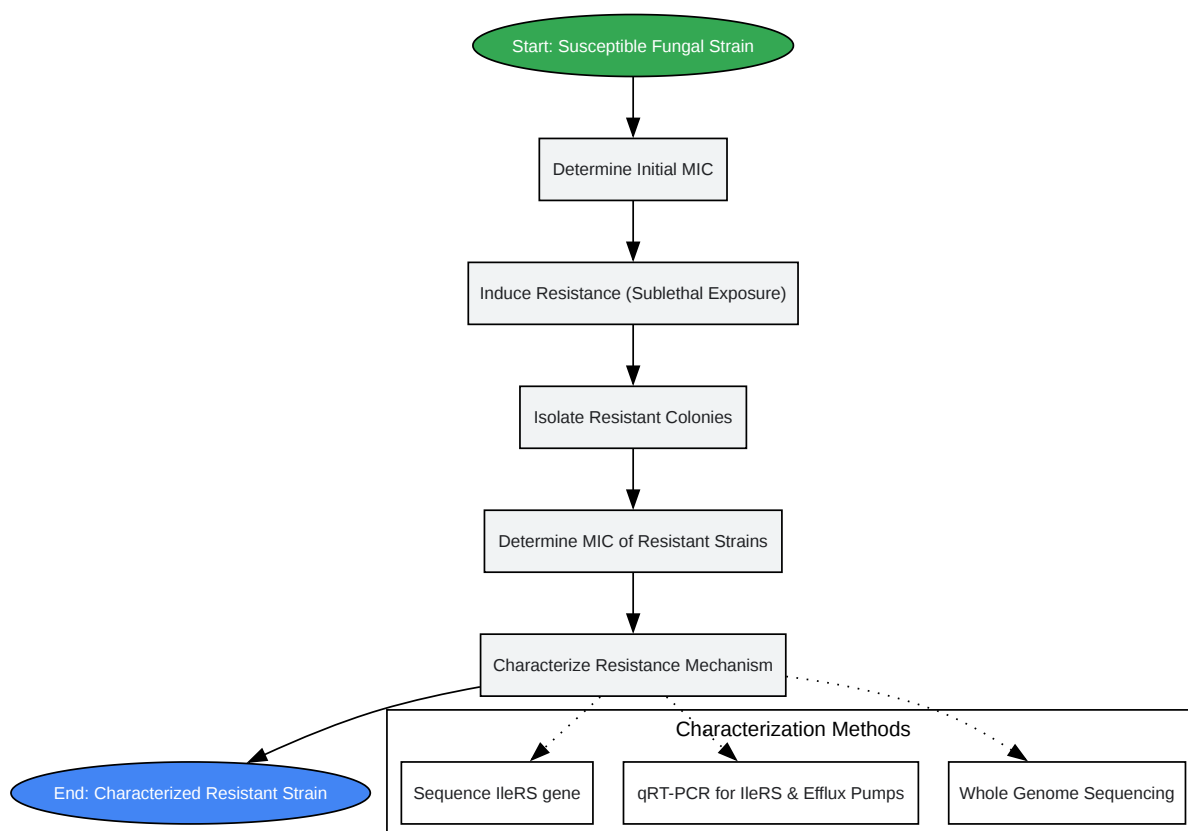 Start: Susceptible Fungal Strain
Determine Initial MIC
Induce Resistance (Sublethal Exposure)
Isolate Resistant Colonies
Determine MIC of Resistant Strains
Characterize Resistance Mechanism
Characterization Methods
End: Characterized Resistant Strain
Sequence IleRS gene
qRT-PCR for IleRS & Efflux Pumps
Whole Genome Sequencing